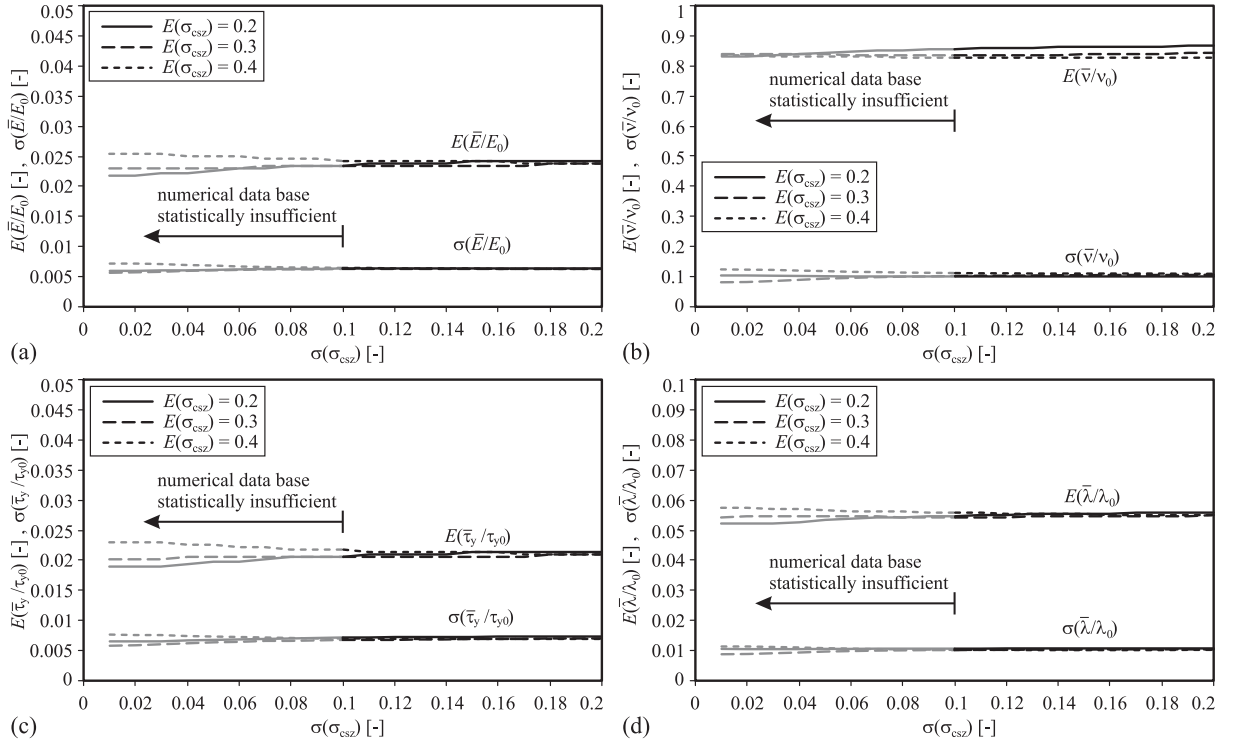 0.05
0.045
0.04
0.035
0.03
0.025
0.02
0.015
0.01
0.005
0
E(Ē/E₀) [-] , σ(Ē/E₀) [-]
E(σcsz) = 0.2
E(σcsz) = 0.3
E(σcsz) = 0.4
E(Ē/E₀)
numerical data base
statistically insufficient
σ(Ē/E₀)
0 0.02 0.04 0.06 0.08 0.1 0.12 0.14 0.16 0.18 0.2
(a)
σ(σcsz) [-]
1
0.9
0.8
0.7
0.6
0.5
0.4
0.3
0.2
0.1
0
E(ν̄/ν₀) [-] , σ(ν̄/ν₀) [-]
E(ν̄/ν₀)
numerical data base
statistically insufficient
E(σcsz) = 0.2
E(σcsz) = 0.3
E(σcsz) = 0.4
σ(ν̄/ν₀)
0 0.02 0.04 0.06 0.08 0.1 0.12 0.14 0.16 0.18 0.2
(b)
σ(σcsz) [-]
0.05
0.045
0.04
0.035
0.03
0.025
0.02
0.015
0.01
0.005
0
E(τ̄y/τy0) [-] , σ(τ̄y/τy0) [-]
E(σcsz) = 0.2
E(σcsz) = 0.3
E(σcsz) = 0.4
numerical data base
statistically insufficient
E(τ̄y/τy0)
σ(τ̄y/τy0)
0 0.02 0.04 0.06 0.08 0.1 0.12 0.14 0.16 0.18 0.2
(c)
σ(σcsz) [-]
0.1
0.09
0.08
0.07
0.06
0.05
0.04
0.03
0.02
0.01
0
E(λ̄/λ₀) [-] , σ(λ̄/λ₀) [-]
E(σcsz) = 0.2
E(σcsz) = 0.3
E(σcsz) = 0.4
E(λ̄/λ₀)
numerical data base
statistically insufficient
σ(λ̄/λ₀)
0 0.02 0.04 0.06 0.08 0.1 0.12 0.14 0.16 0.18 0.2
(d)
σ(σcsz) [-]